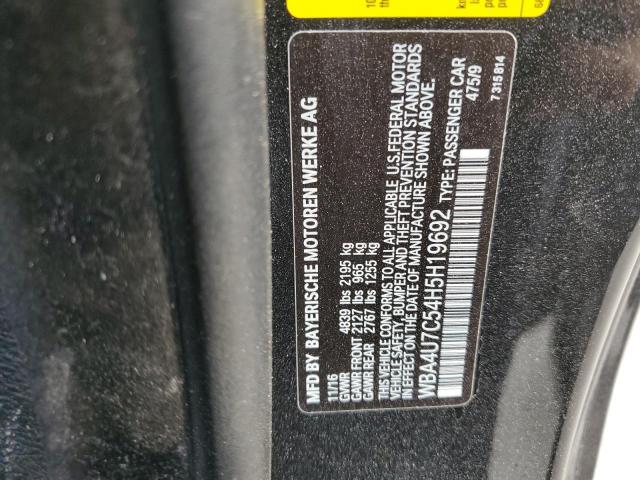 MFD BY BAYERISCHE MOTOREN WERKE AG
11/16
GVWR 4839 lbs 2195 kg
GAWR FRONT 2127 lbs 965 kg
GAWR REAR 2767 lbs 1255 kg
THIS VEHICLE CONFORMS TO ALL APPLICABLE U.S. FEDERAL MOTOR
VEHICLE SAFETY, BUMPER AND THEFT PREVENTION STANDARDS
IN EFFECT ON THE DATE OF MANUFACTURE SHOWN ABOVE.
WBA4U7C54H5H19692 TYPE: PASSENGER CAR
475/9
7 315 814